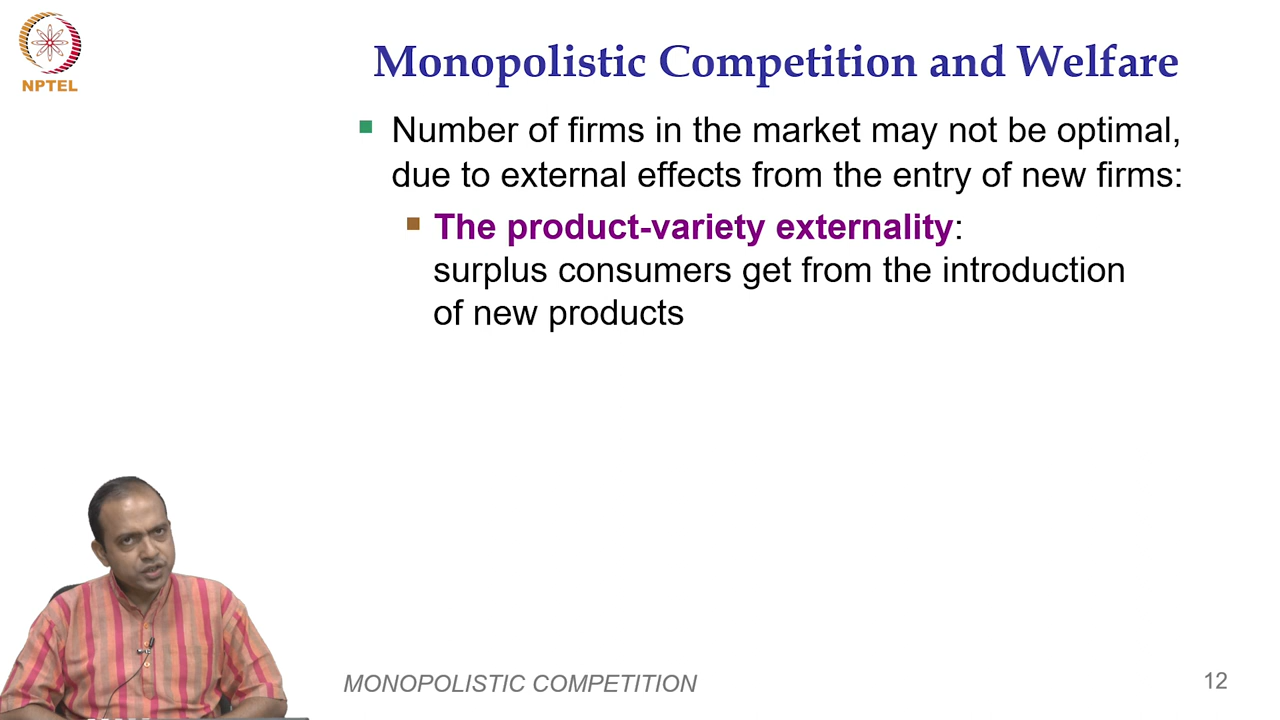 NPTEL
Monopolistic Competition and Welfare
Number of firms in the market may not be optimal,
due to external effects from the entry of new firms:
The product-variety externality:
surplus consumers get from the introduction
of new products
MONOPOLISTIC COMPETITION
12